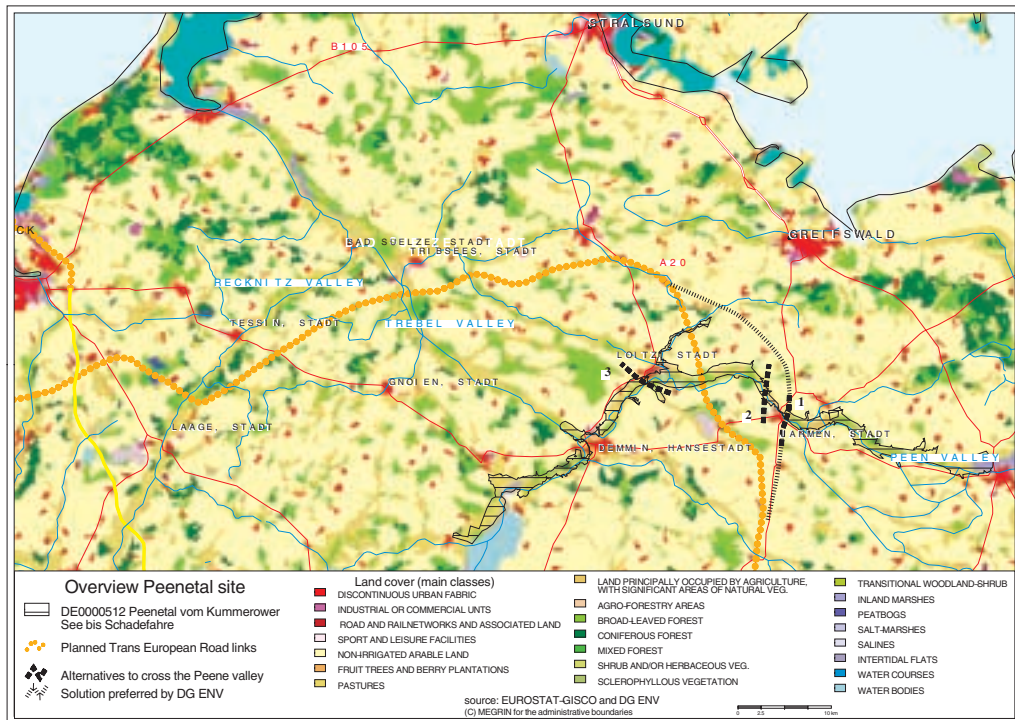 STRALSUND
B105
GREIFSWALD
CK
BAD SUELZE, STADT
TRIBSEES, STADT
A20
RECKNITZ VALLEY
TESSIN, STADT
TREBEL VALLEY
LOITZ, STADT
3
GNOIEN, STADT
1
2
LAAGE, STADT
JARMEN, STADT
DEMMIN, HANSESTADT
PEEN VALLEY
Overview Peenetal site
DE0000512 Peenetal vom Kummerower
See bis Schadefahre
Planned Trans European Road links
Alternatives to cross the Peene valley
Solution preferred by DG ENV
Land cover (main classes)
DISCONTINUOUS URBAN FABRIC
INDUSTRIAL OR COMMERCIAL UNTS
ROAD AND RAILNETWORKS AND ASSOCIATED LAND
SPORT AND LEISURE FACILITIES
NON-IRRIGATED ARABLE LAND
FRUIT TREES AND BERRY PLANTATIONS
PASTURES
LAND PRINCIPALLY OCCUPIED BY AGRICULTURE,
WITH SIGNIFICANT AREAS OF NATURAL VEG.
AGRO-FORESTRY AREAS
BROAD-LEAVED FOREST
CONIFEROUS FOREST
MIXED FOREST
SHRUB AND/OR HERBACEOUS VEG.
SCLEROPHYLLOUS VEGETATION
TRANSITIONAL WOODLAND-SHRUB
INLAND MARSHES
PEATBOGS
SALT-MARSHES
SALINES
INTERTIDAL FLATS
WATER COURSES
WATER BODIES
source: EUROSTAT-GISCO and DG ENV
(C) MEGRIN for the administrative boundaries
0 2.5 5 10 km